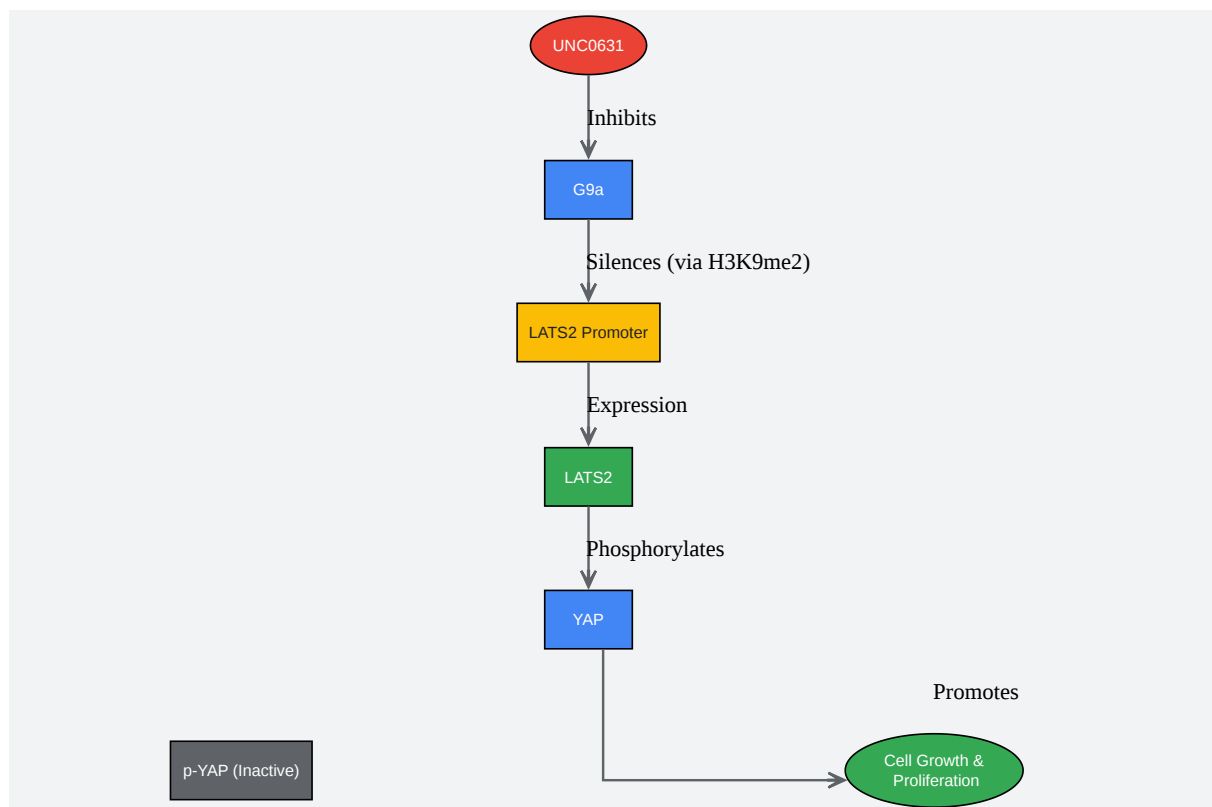 UNC0631
Inhibits
G9a
Silences (via H3K9me2)
LATS2 Promoter
Expression
LATS2
Phosphorylates
YAP
Promotes
p-YAP (Inactive)
Cell Growth &
Proliferation